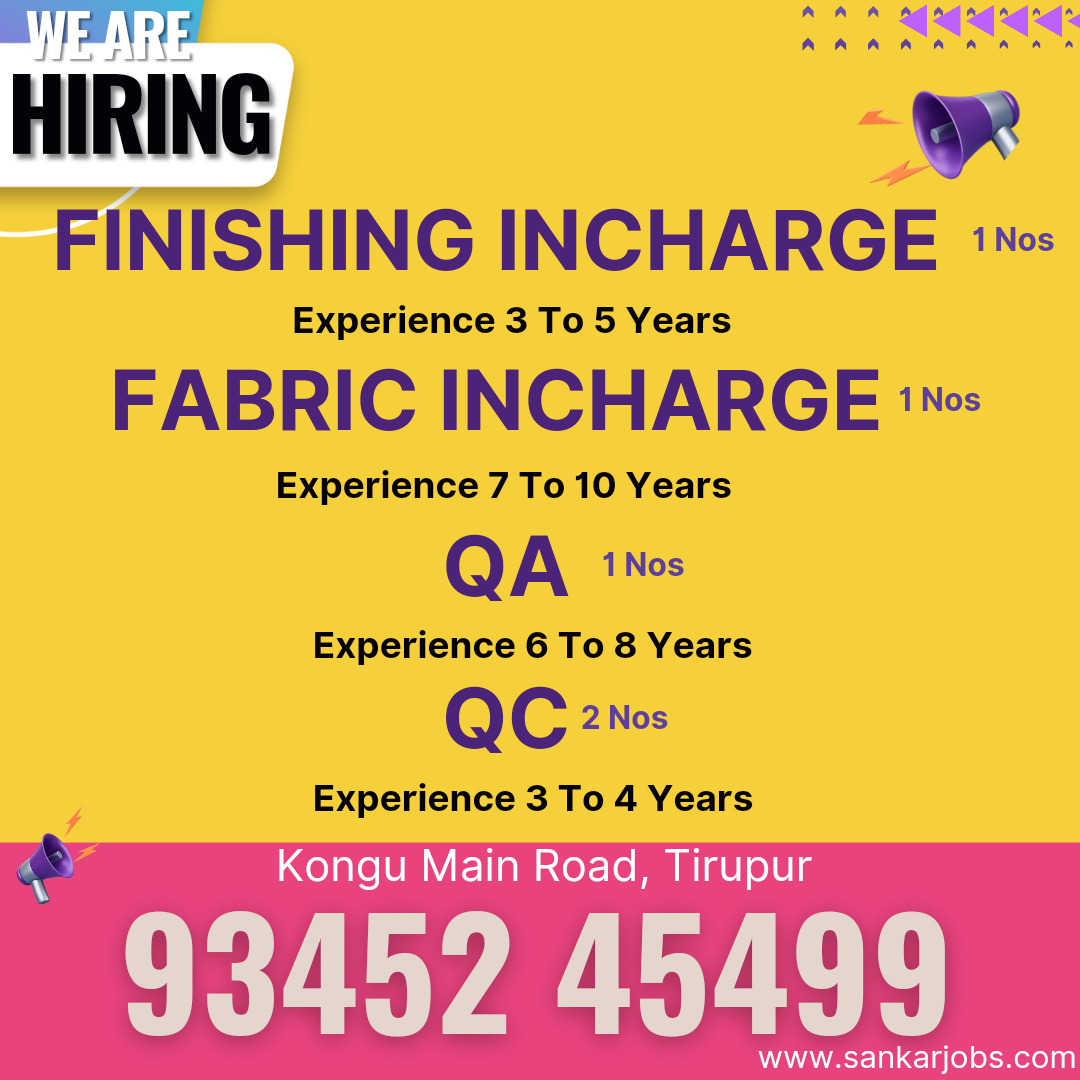 WE ARE
HIRING
FINISHING INCHARGE 1 Nos
Experience 3 To 5 Years
FABRIC INCHARGE 1 Nos
Experience 7 To 10 Years
QA 1 Nos
Experience 6 To 8 Years
QC 2 Nos
Experience 3 To 4 Years
Kongu Main Road, Tirupur
93452 45499
www.sankarjobs.com